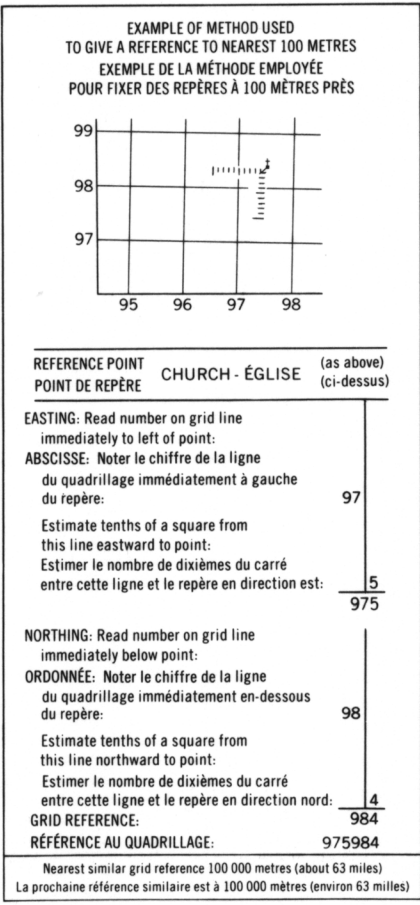 EXAMPLE OF METHOD USED
TO GIVE A REFERENCE TO NEAREST 100 METRES
EXEMPLE DE LA MÉTHODE EMPLOYÉE
POUR FIXER DES REPÈRES À 100 MÈTRES PRÈS
99
98
97
95 96 97 98
REFERENCE POINT
POINT DE REPÈRE
CHURCH - ÉGLISE
(as above)
(ci-dessus)
EASTING: Read number on grid line
immediately to left of point:
ABSCISSE: Noter le chiffre de la ligne
du quadrillage immédiatement à gauche
du repère: 97
Estimate tenths of a square from
this line eastward to point:
Estimer le nombre de dixièmes du carré
entre cette ligne et le repère en direction est: 5
975
NORTHING: Read number on grid line
immediately below point:
ORDONNÉE: Noter le chiffre de la ligne
du quadrillage immédiatement en-dessous
du repère: 98
Estimate tenths of a square from
this line northward to point:
Estimer le nombre de dixièmes du carré
entre cette ligne et le repère en direction nord: 4
GRID REFERENCE: 984
RÉFÉRENCE AU QUADRILLAGE: 975984
Nearest similar grid reference 100 000 metres (about 63 miles)
La prochaine référence similaire est à 100 000 mètres (environ 63 milles)